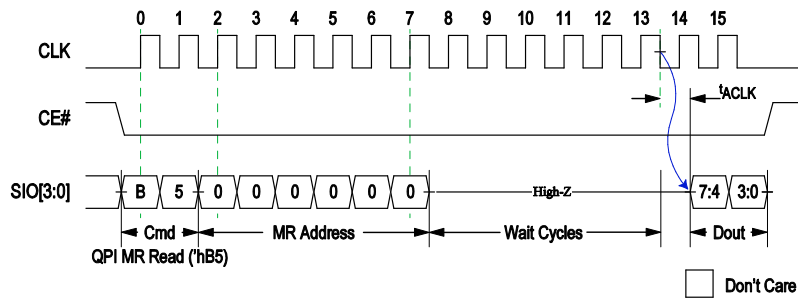 0 1 2 3 4 5 6 7 8 9 10 11 12 13 14 15
CLK
tACLK
CE#
SIO[3:0] B 5 0 0 0 0 0 0 High-Z 7:4 3:0
Cmd MR Address Wait Cycles Dout
QPI MR Read ('hB5)
Don't Care